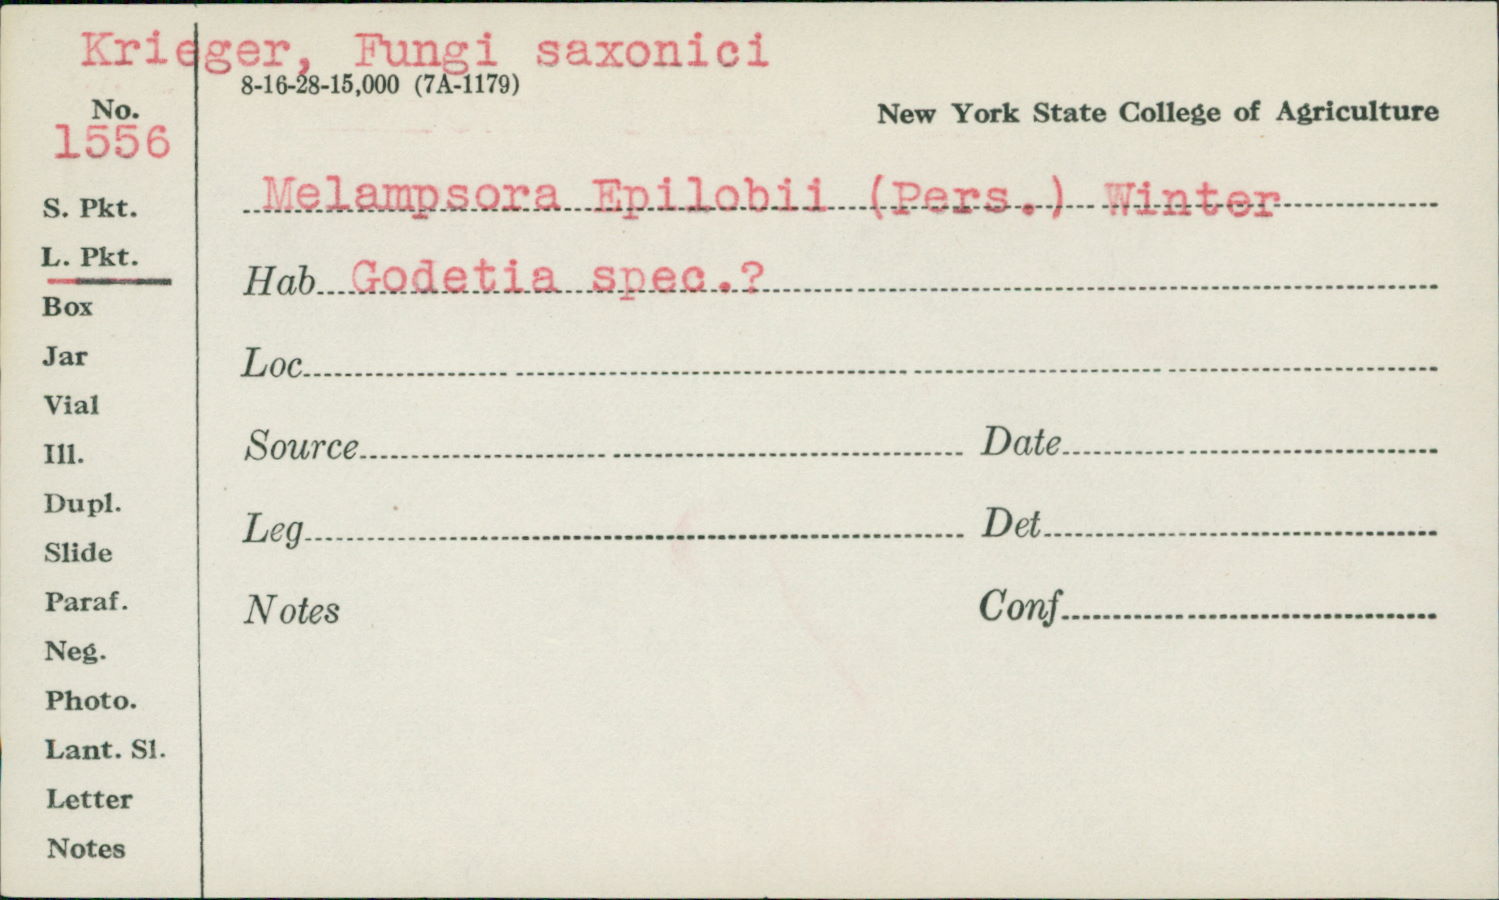 Krieger, Fungi saxonici
8-16-28-15,000 (7A-1179)
No.
1556
New York State College of Agriculture
Melampsora Epilobii (Pers.) Winter
S. Pkt.
L. Pkt.
Hab Godetia spec.?
Box
Jar
Loc
Vial
Ill.
Source Date
Dupl.
Leg Det
Slide
Paraf.
Notes Conf
Neg.
Photo.
Lant. Sl.
Letter
Notes